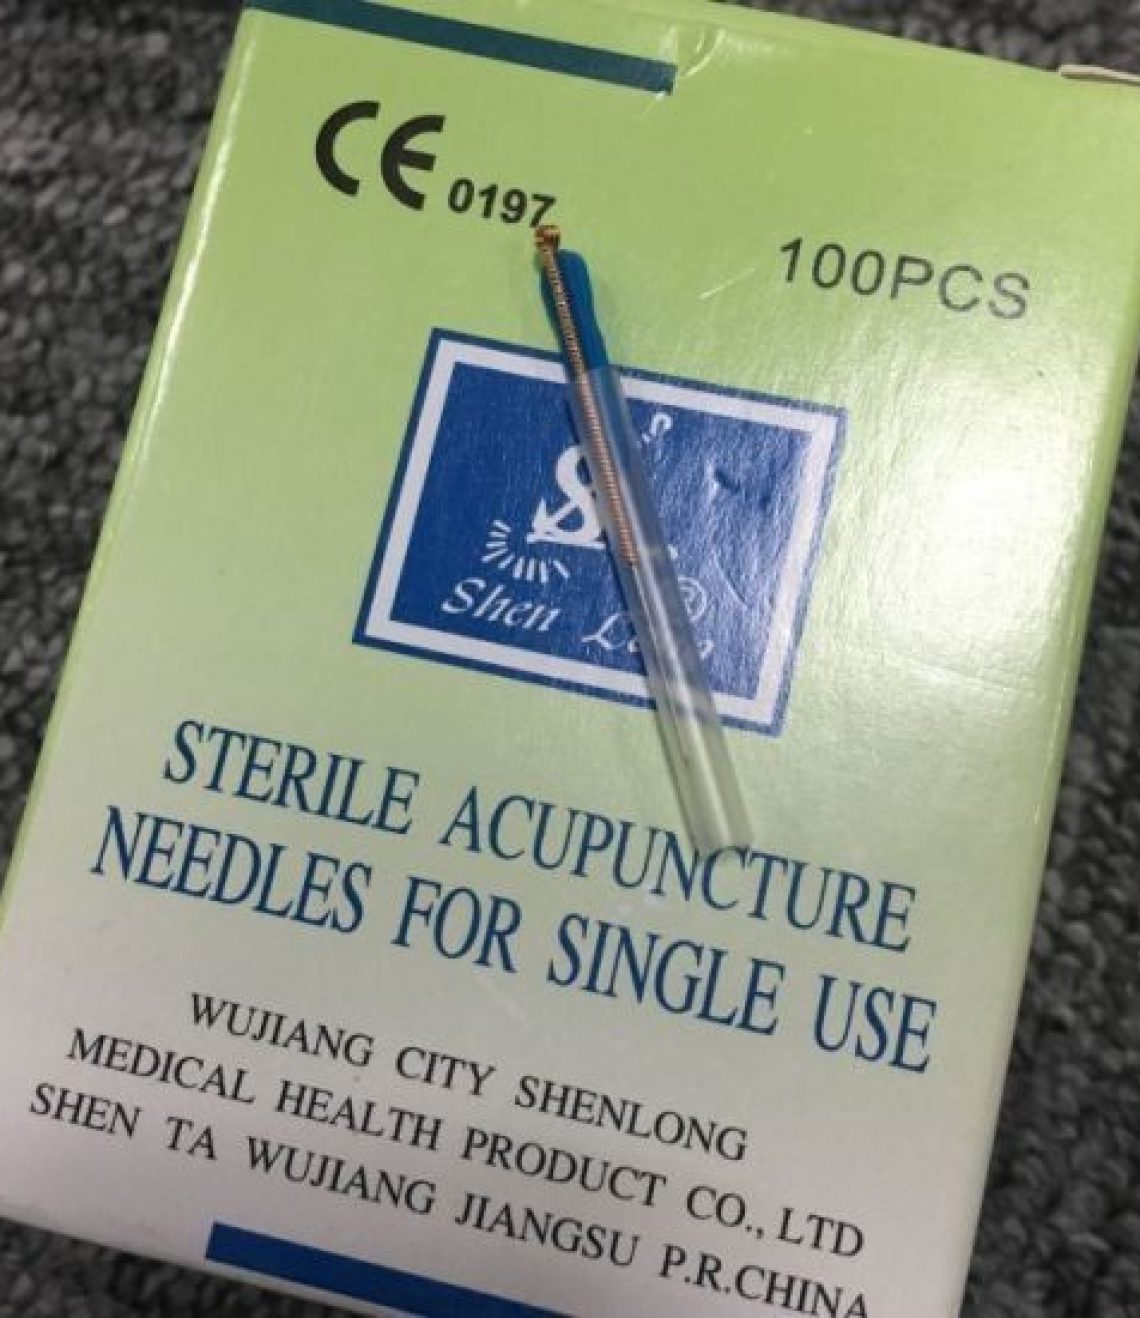 CE 0197
100PCS
Shen
®
STERILE ACUPUNCTURE
NEEDLES FOR SINGLE USE
WUJIANG CITY SHENLONG
MEDICAL HEALTH PRODUCT CO., LTD
SHEN TA WUJIANG JIANGSU P.R.CHINA